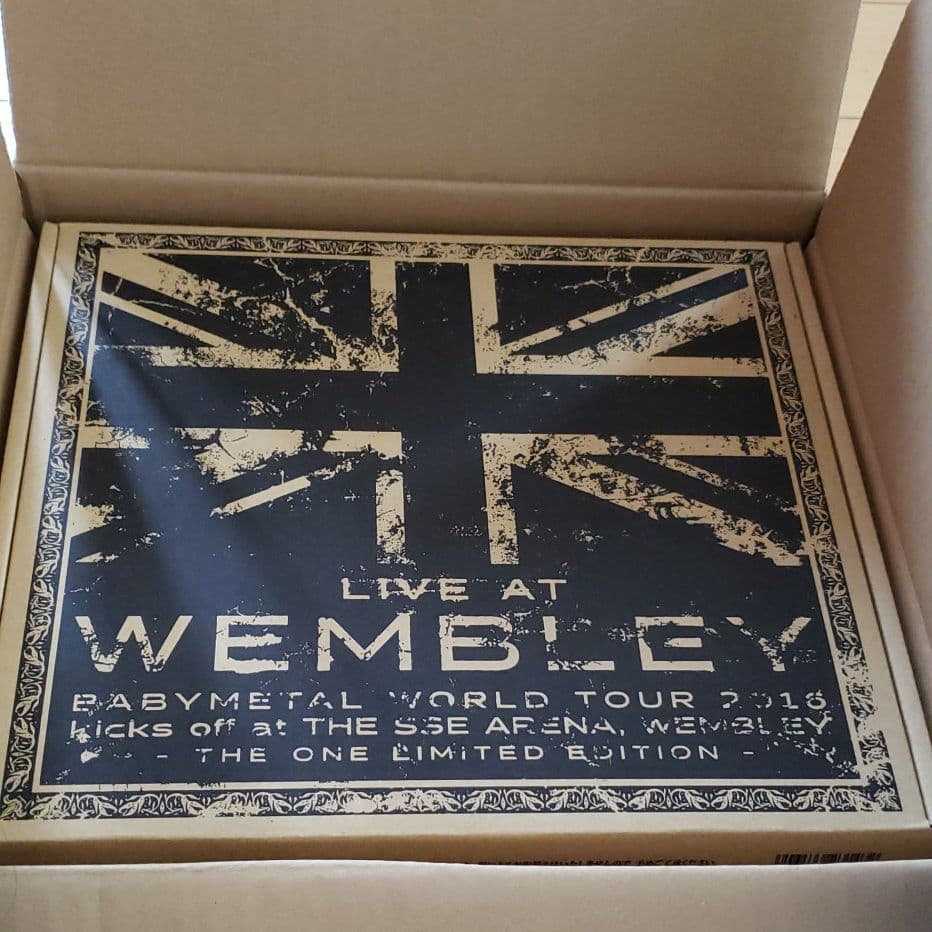 LIVE AT
WEMBLEY
BABYMETAL WORLD TOUR 2016
kicks off at THE SSE ARENA, WEMBLEY
- THE ONE LIMITED EDITION -